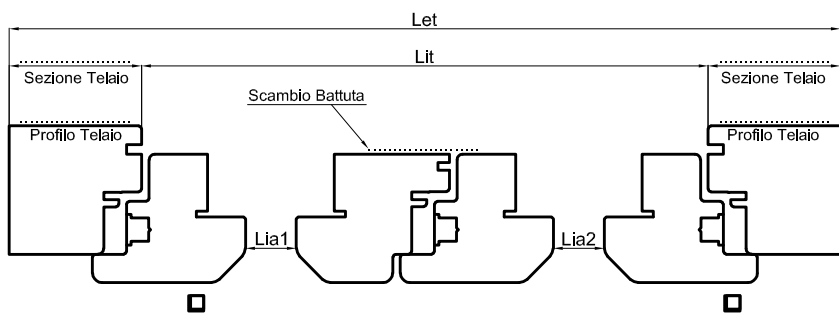 Let
Lit
Sezione Telaio
Sezione Telaio
Scambio Battuta
Profilo Telaio
Profilo Telaio
Lia1
Lia2